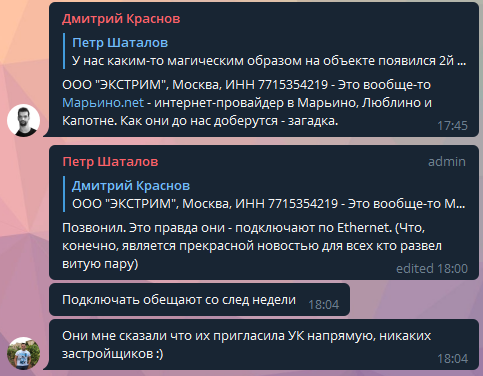 Дмитрий Краснов
Петр Шаталов
У нас каким-то магическим образом на объекте появился 2й ...
ООО "ЭКСТРИМ", Москва, ИНН 7715354219 - Это вообще-то
Марьино.net - интернет-провайдер в Марьино, Люблино и
Капотне. Как они до нас доберутся - загадка.
17:45
Петр Шаталов admin
Дмитрий Краснов
ООО "ЭКСТРИМ", Москва, ИНН 7715354219 - Это вообще-то М...
Позвонил. Это правда они - подключают по Ethernet. (Что,
конечно, является прекрасной новостью для всех кто развел
витую пару)
edited 18:00
Подключать обещают со след недели 18:04
Они мне сказали что их пригласила УК напрямую, никаких
застройщиков :)
18:04